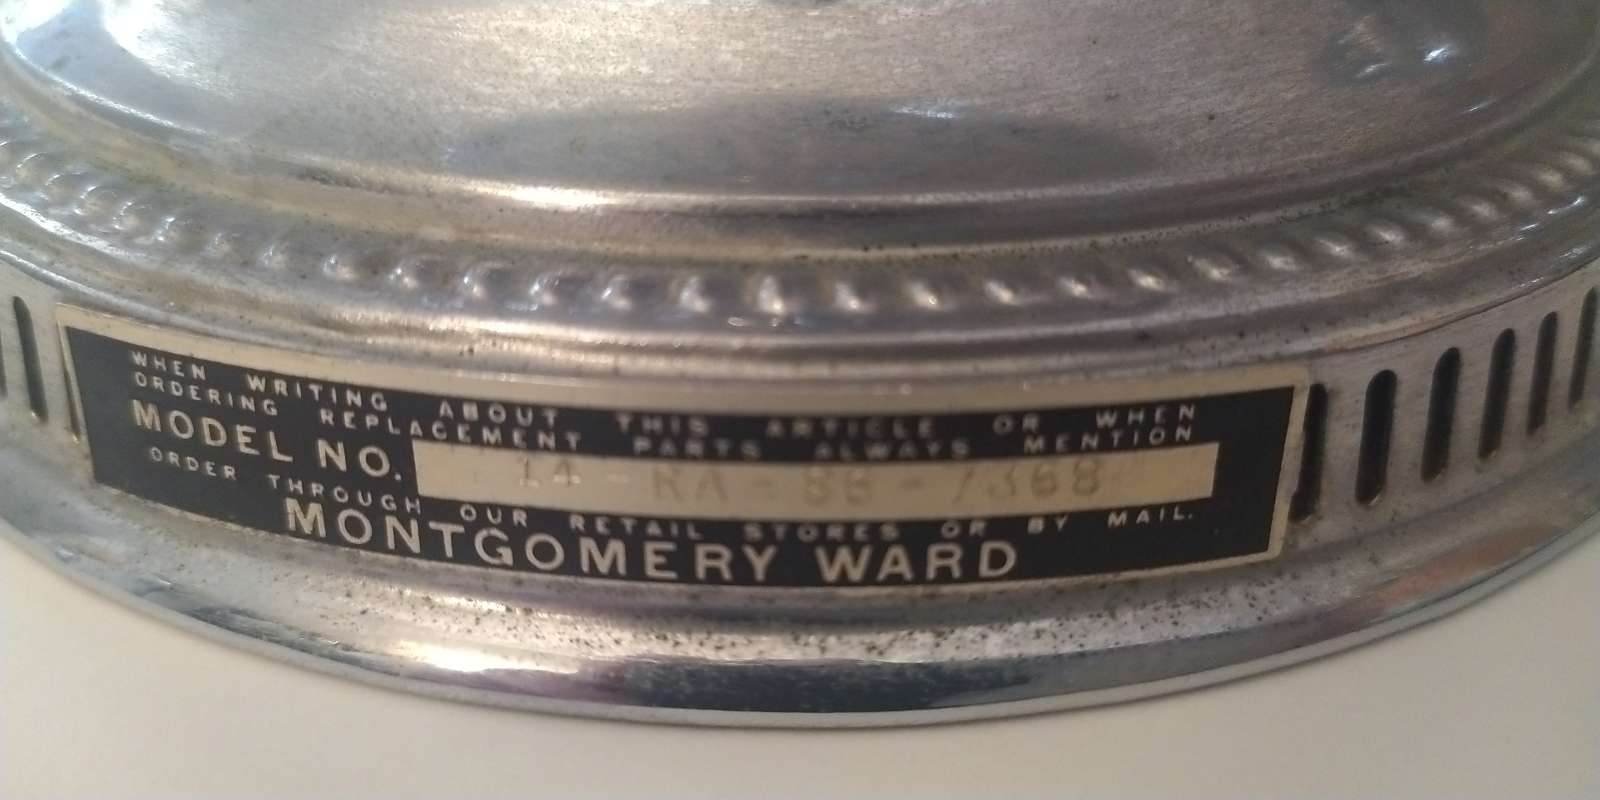 WHEN WRITING ABOUT THIS ARTICLE OR WHEN
ORDERING REPLACEMENT PARTS ALWAYS MENTION
MODEL NO. 14 - RA - - 7368
ORDER THROUGH OUR RETAIL STORES OR BY MAIL.
MONTGOMERY WARD